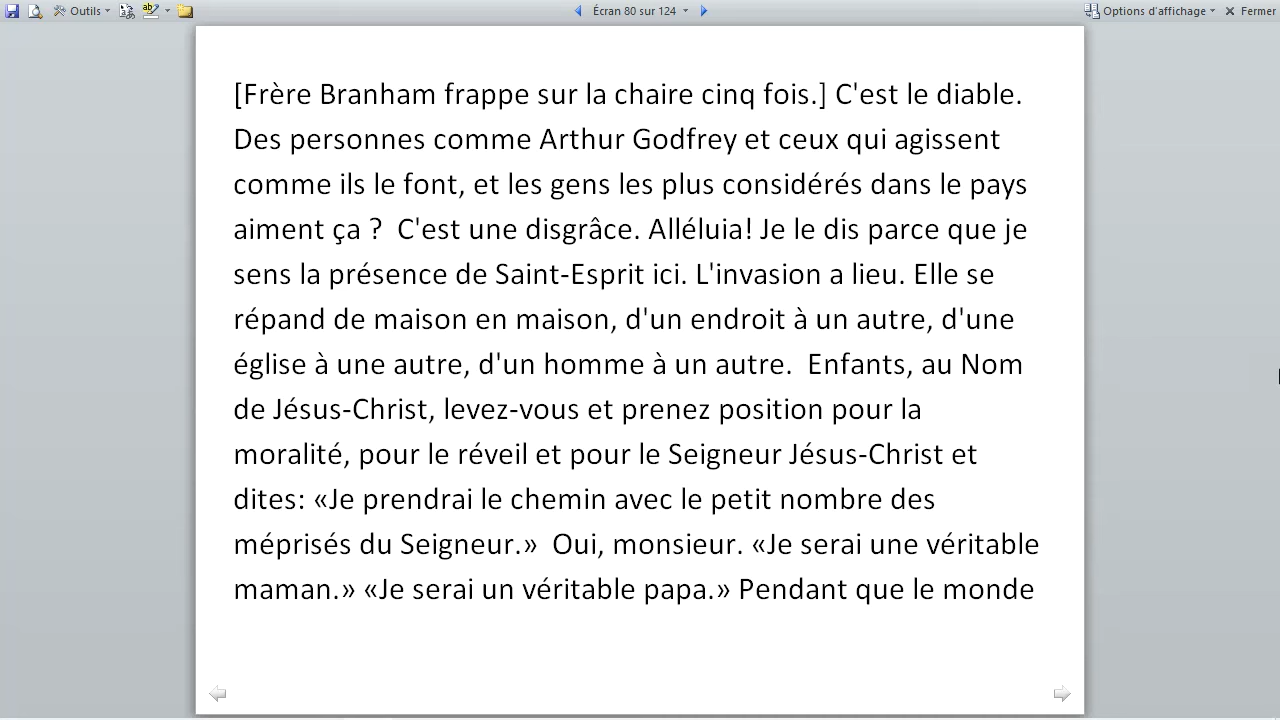 Outils
Écran 80 sur 124
Options d'affichage
Fermer
[Frère Branham frappe sur la chaire cinq fois.] C'est le diable.
Des personnes comme Arthur Godfrey et ceux qui agissent
comme ils le font, et les gens les plus considérés dans le pays
aiment ça ?  C'est une disgrâce. Alléluia! Je le dis parce que je
sens la présence de Saint-Esprit ici. L'invasion a lieu. Elle se
répand de maison en maison, d'un endroit à un autre, d'une
église à une autre, d'un homme à un autre.  Enfants, au Nom
de Jésus-Christ, levez-vous et prenez position pour la
moralité, pour le réveil et pour le Seigneur Jésus-Christ et
dites: «Je prendrai le chemin avec le petit nombre des
méprisés du Seigneur.»  Oui, monsieur. «Je serai une véritable
maman.» «Je serai un véritable papa.» Pendant que le monde